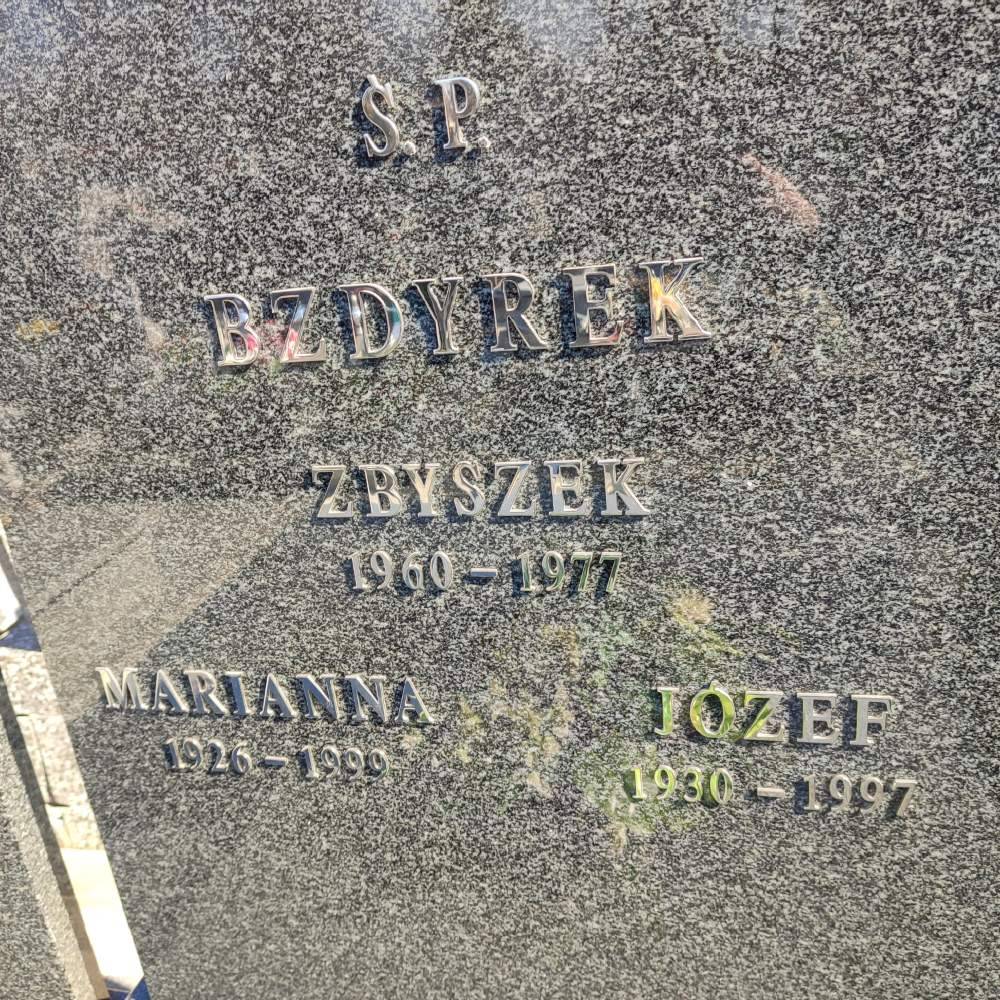 Ś. P.
BZDYREK
ZBYSZEK
1960 – 1977
MARIANNA JÓZEF
1926 – 1999 1930 – 1997